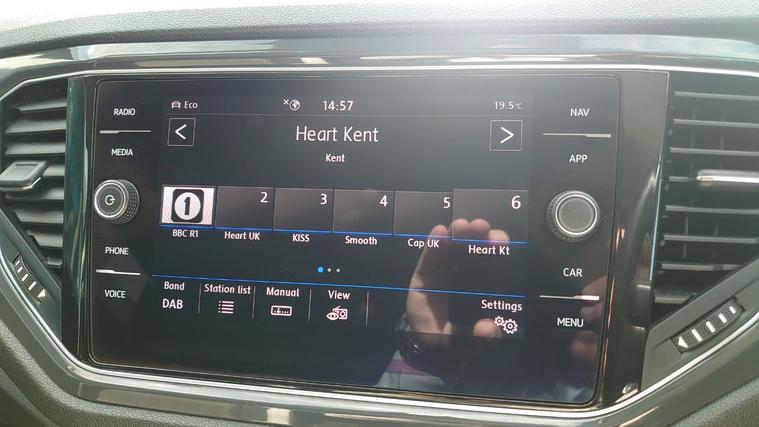 RADIO
MEDIA
PHONE
VOICE
Eco 14:57 19.5°C
Heart Kent
Kent
1 2 3 4 5 6
BBC R1 Heart UK KISS Smooth Cap UK Heart Kt
Band Station list Manual View Settings
DAB
NAV
APP
CAR
MENU